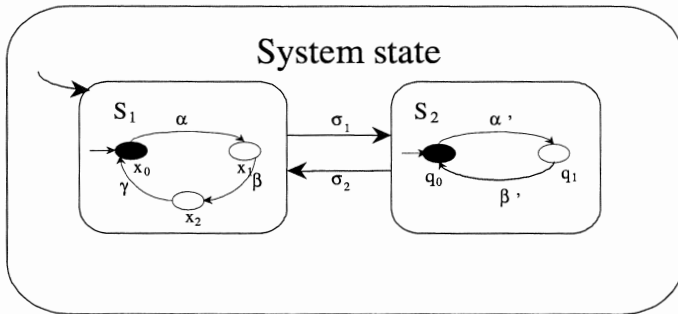 System state
S₁ α σ₁ S₂ α '
x₀ x₁ q₀ q₁
γ β σ₂ β '
x₂